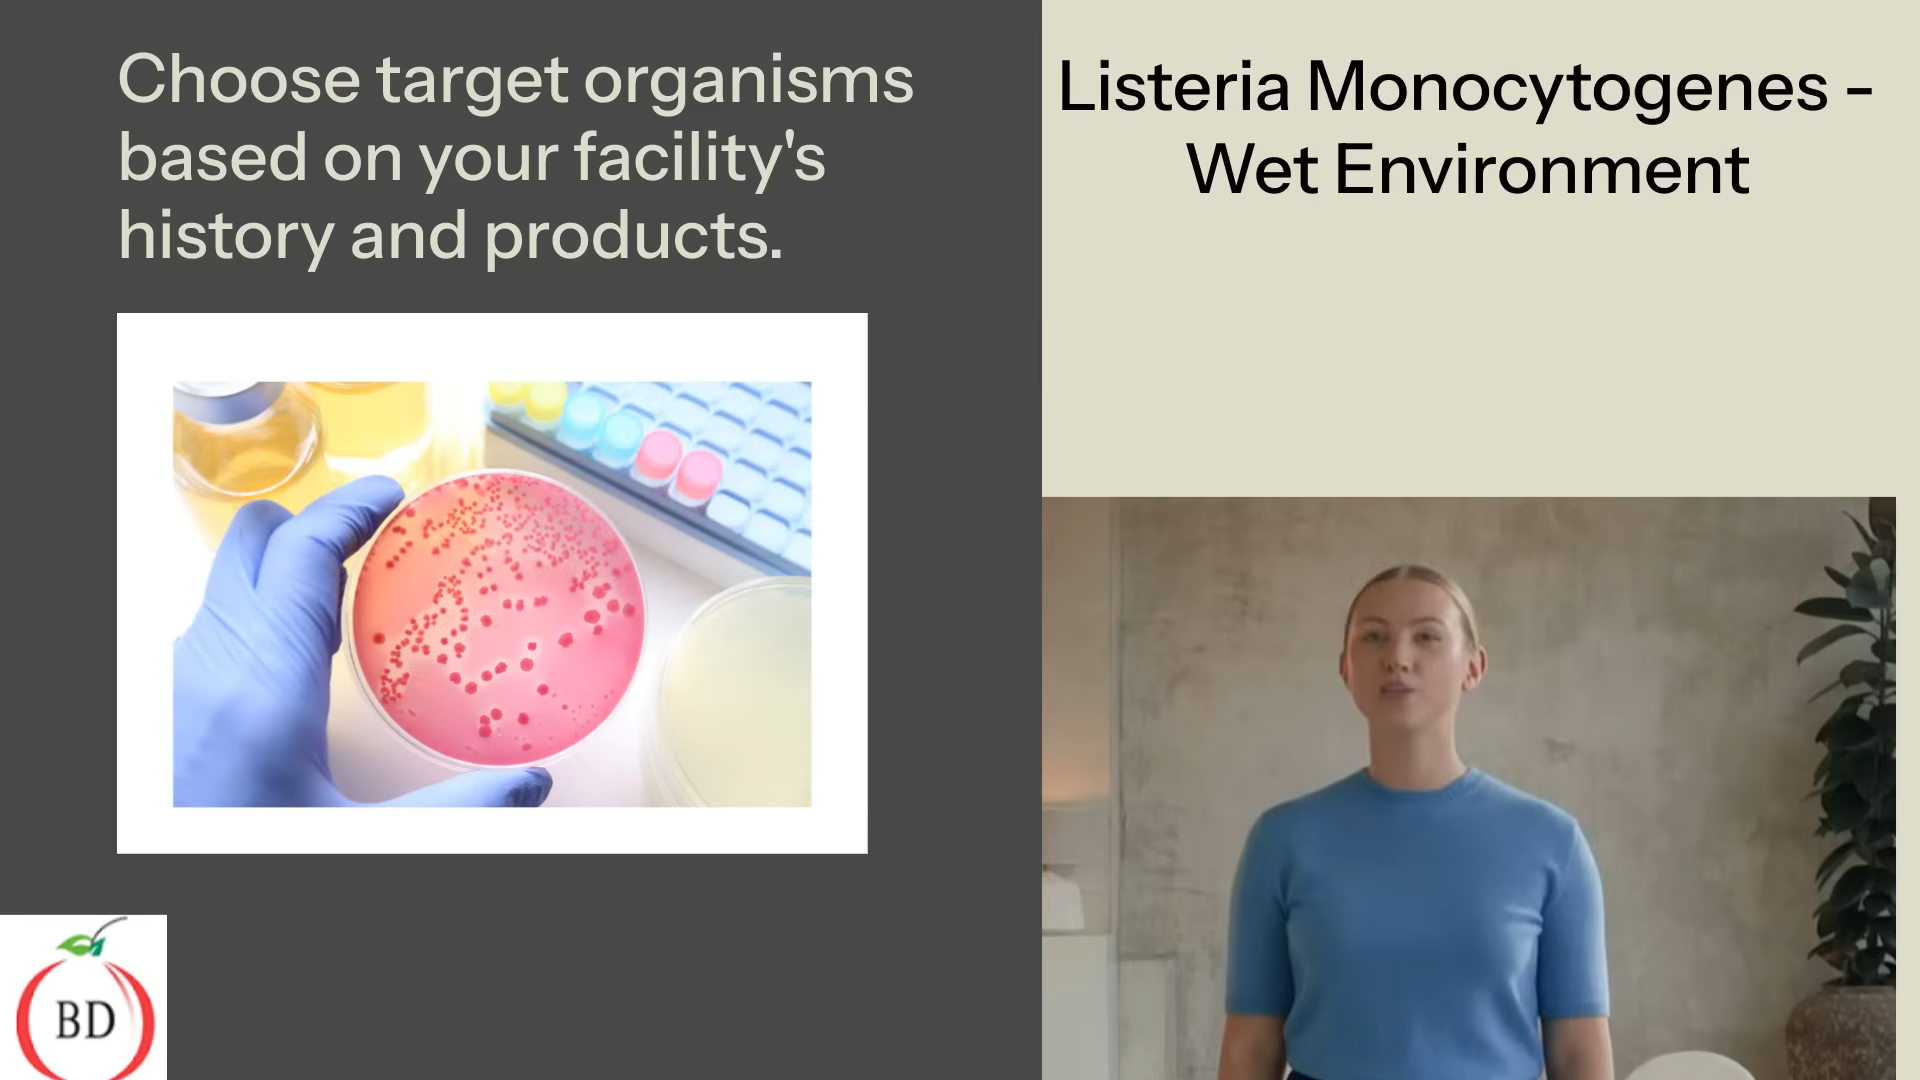 Choose target organisms
based on your facility's
history and products.
Listeria Monocytogenes -
Wet Environment
BD